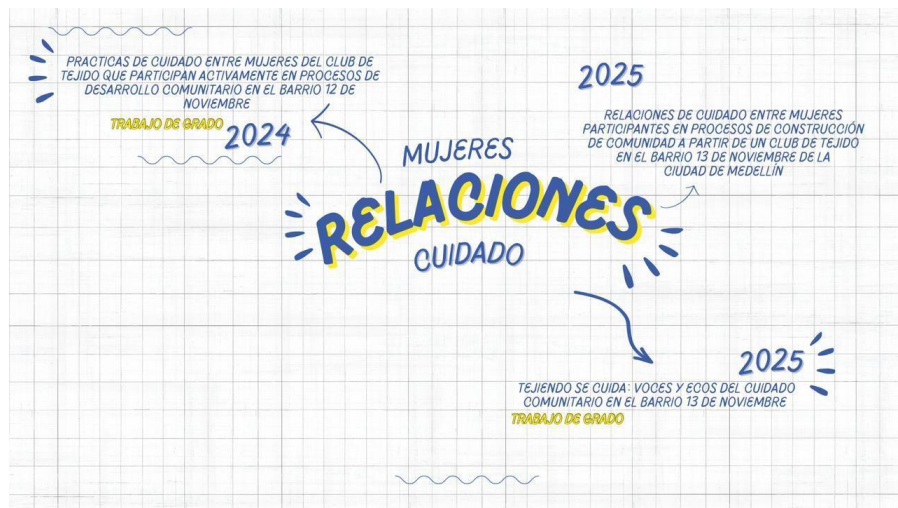 PRACTICAS DE CUIDADO ENTRE MUJERES DEL CLUB DE
TEJIDO QUE PARTICIPAN ACTIVAMENTE EN PROCESOS DE
DESARROLLO COMUNITARIO EN EL BARRIO 12 DE
NOVIEMBRE
TRABAJO DE GRADO
2024
2025
RELACIONES DE CUIDADO ENTRE MUJERES
PARTICIPANTES EN PROCESOS DE CONSTRUCCIÓN
DE COMUNIDAD A PARTIR DE UN CLUB DE TEJIDO
EN EL BARRIO 13 DE NOVIEMBRE DE LA
CIUDAD DE MEDELLÍN
MUJERES
RELACIONES
CUIDADO
2025
TEJIENDO SE CUIDA: VOCES Y ECOS DEL CUIDADO
COMUNITARIO EN EL BARRIO 13 DE NOVIEMBRE
TRABAJO DE GRADO